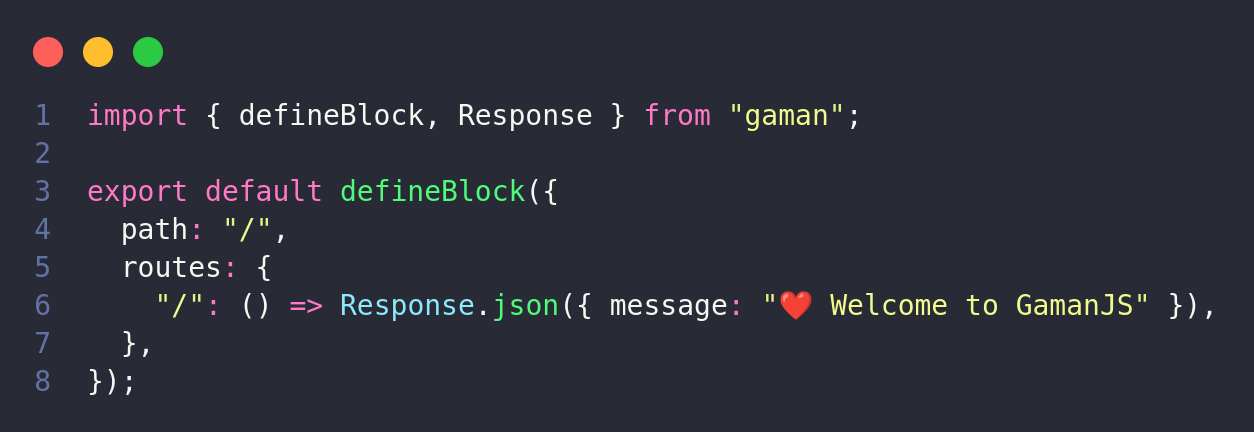 1 import { defineBlock, Response } from "gaman";
2
3 export default defineBlock({
4   path: "/",
5   routes: {
6     "/": () => Response.json({ message: "❤️ Welcome to GamanJS" }),
7   },
8 });